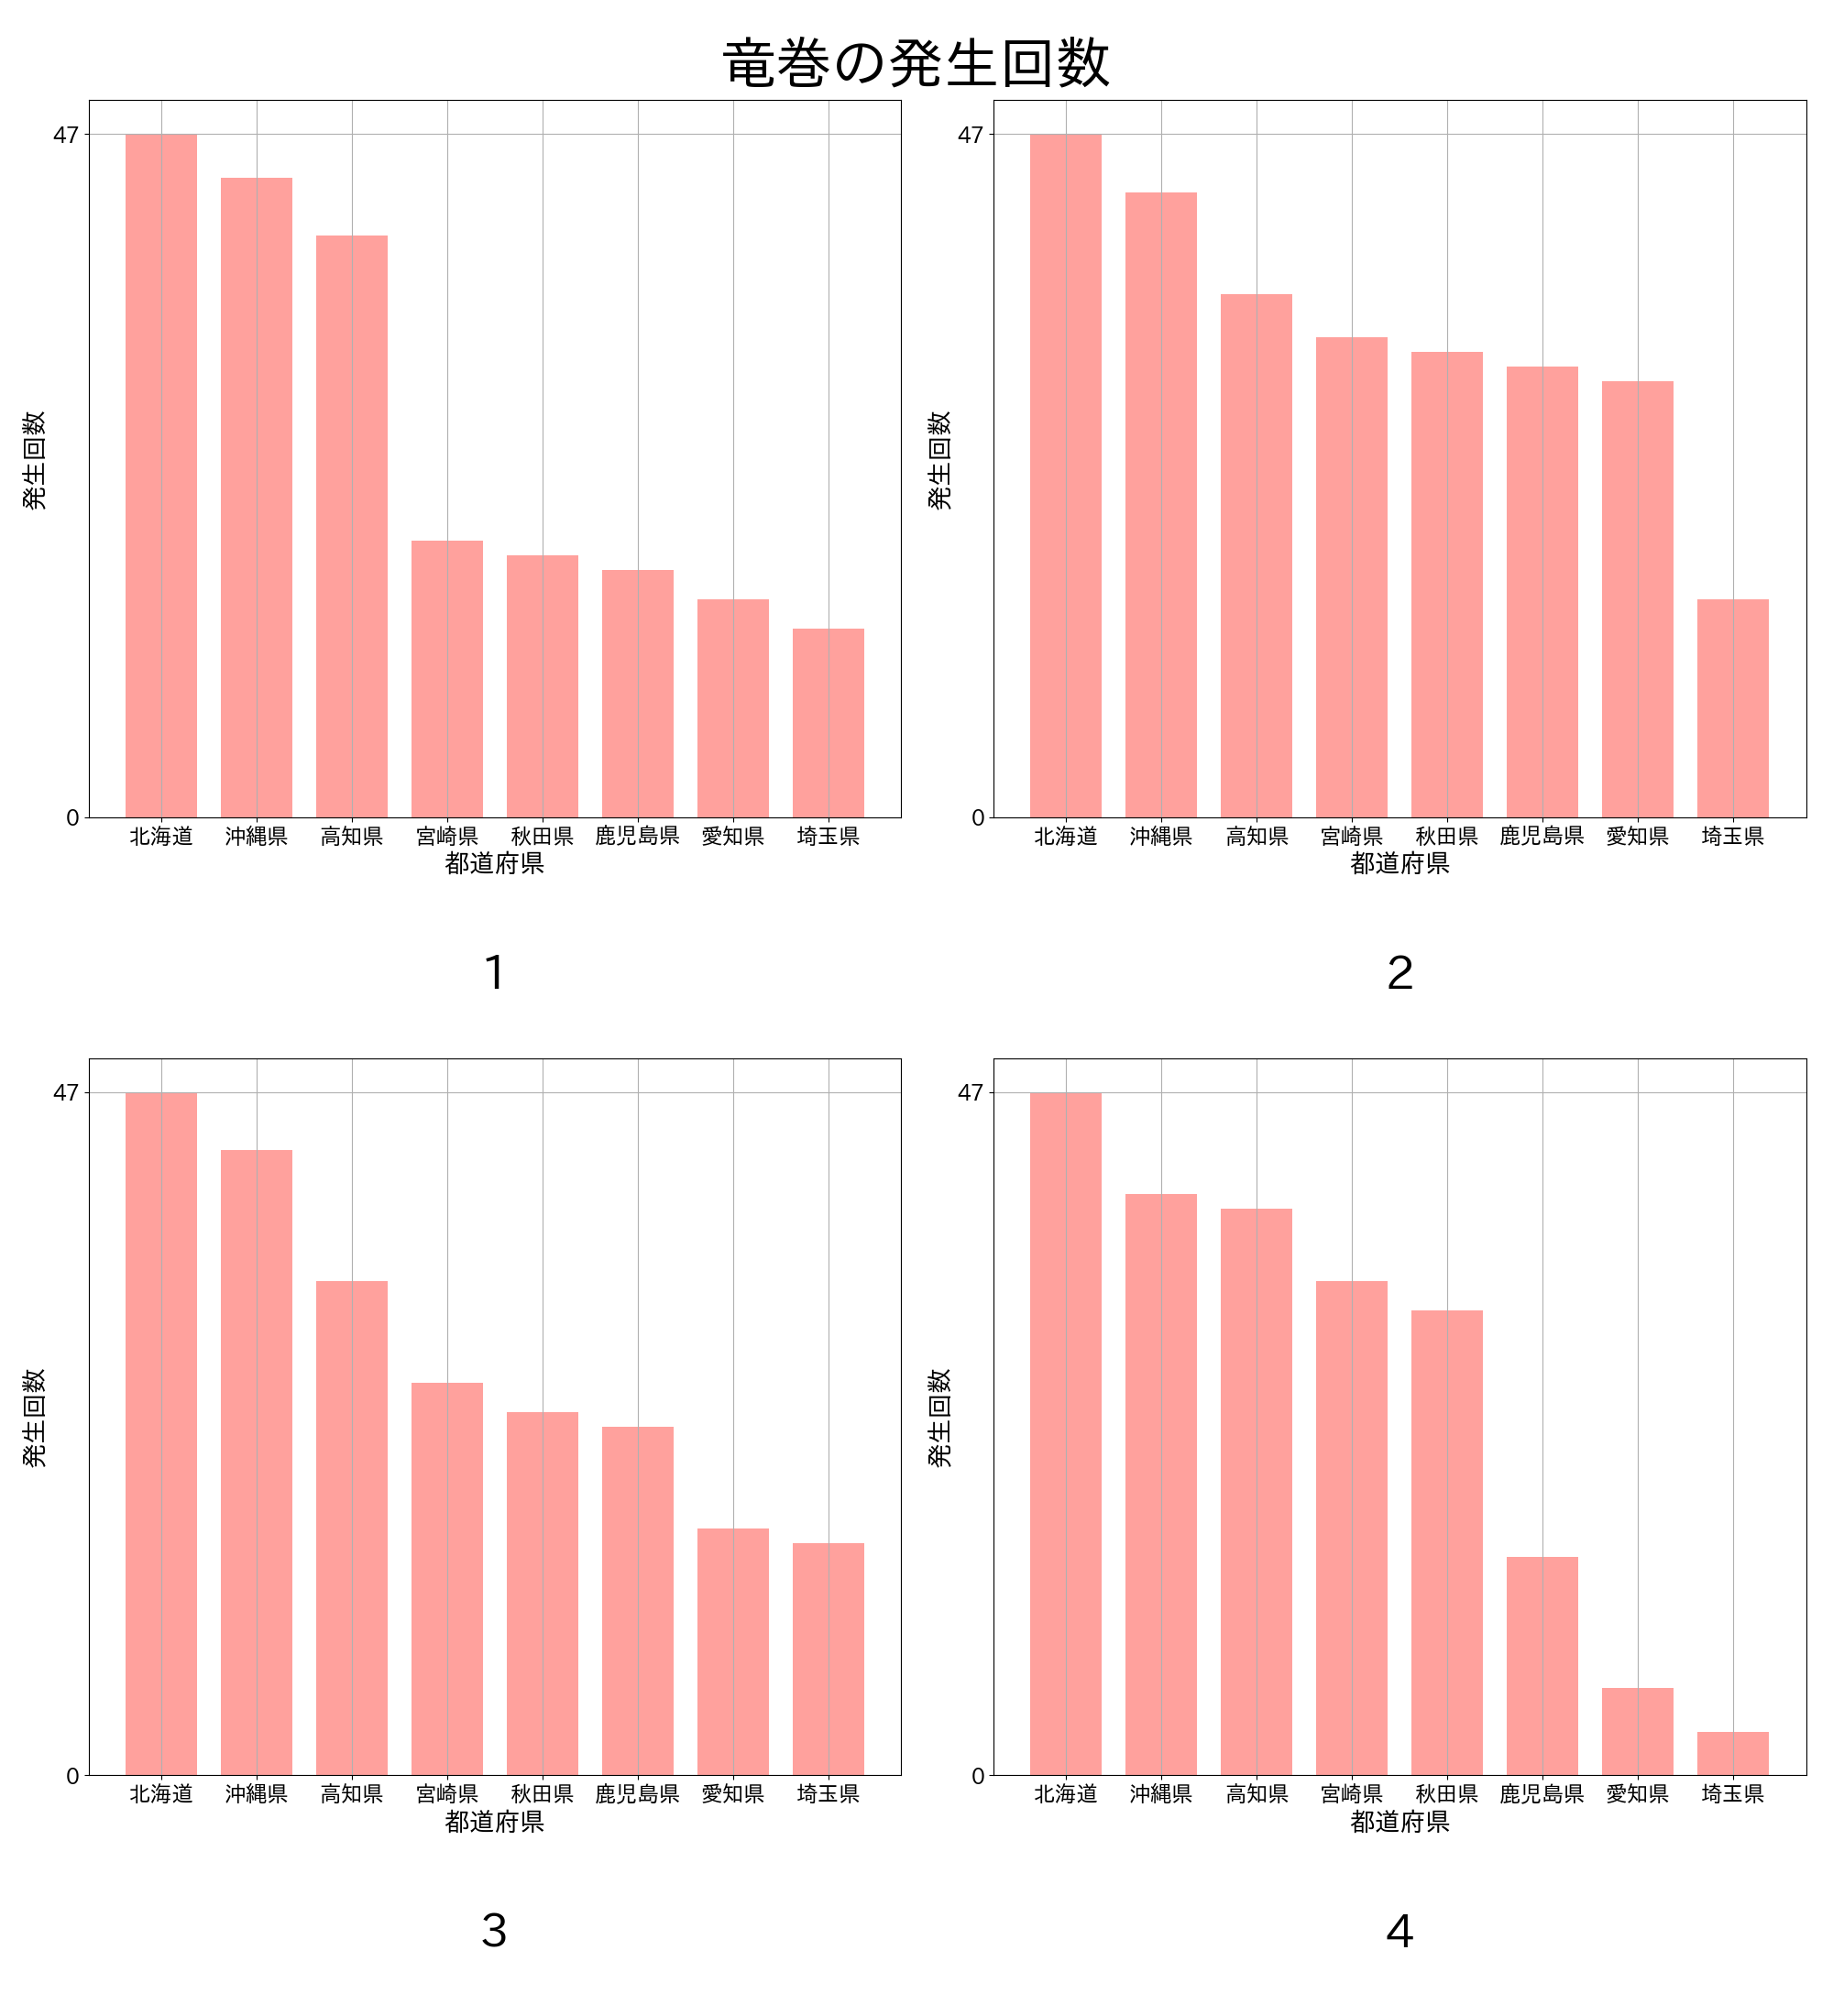 竜巻の発生回数
47
0
発生回数
北海道 沖縄県 高知県 宮崎県 秋田県 鹿児島県 愛知県 埼玉県
都道府県
1
47
0
発生回数
北海道 沖縄県 高知県 宮崎県 秋田県 鹿児島県 愛知県 埼玉県
都道府県
2
47
0
発生回数
北海道 沖縄県 高知県 宮崎県 秋田県 鹿児島県 愛知県 埼玉県
都道府県
3
47
0
発生回数
北海道 沖縄県 高知県 宮崎県 秋田県 鹿児島県 愛知県 埼玉県
都道府県
4